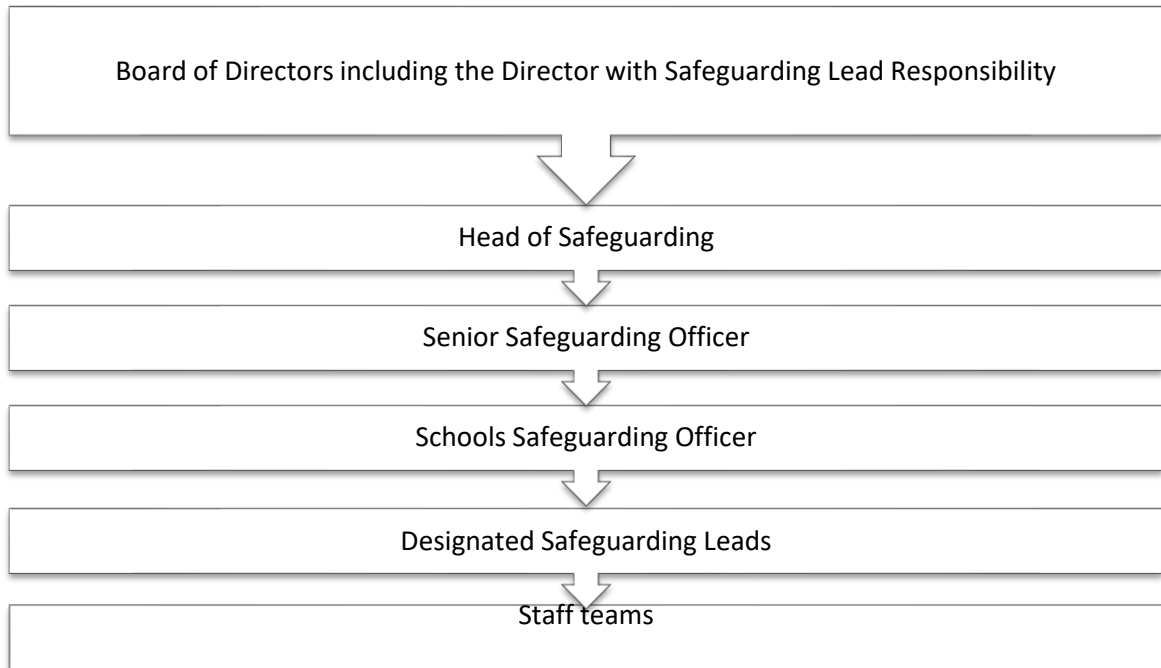 Board of Directors including the Director with Safeguarding Lead Responsibility
Head of Safeguarding
Senior Safeguarding Officer
Schools Safeguarding Officer
Designated Safeguarding Leads
Staff teams